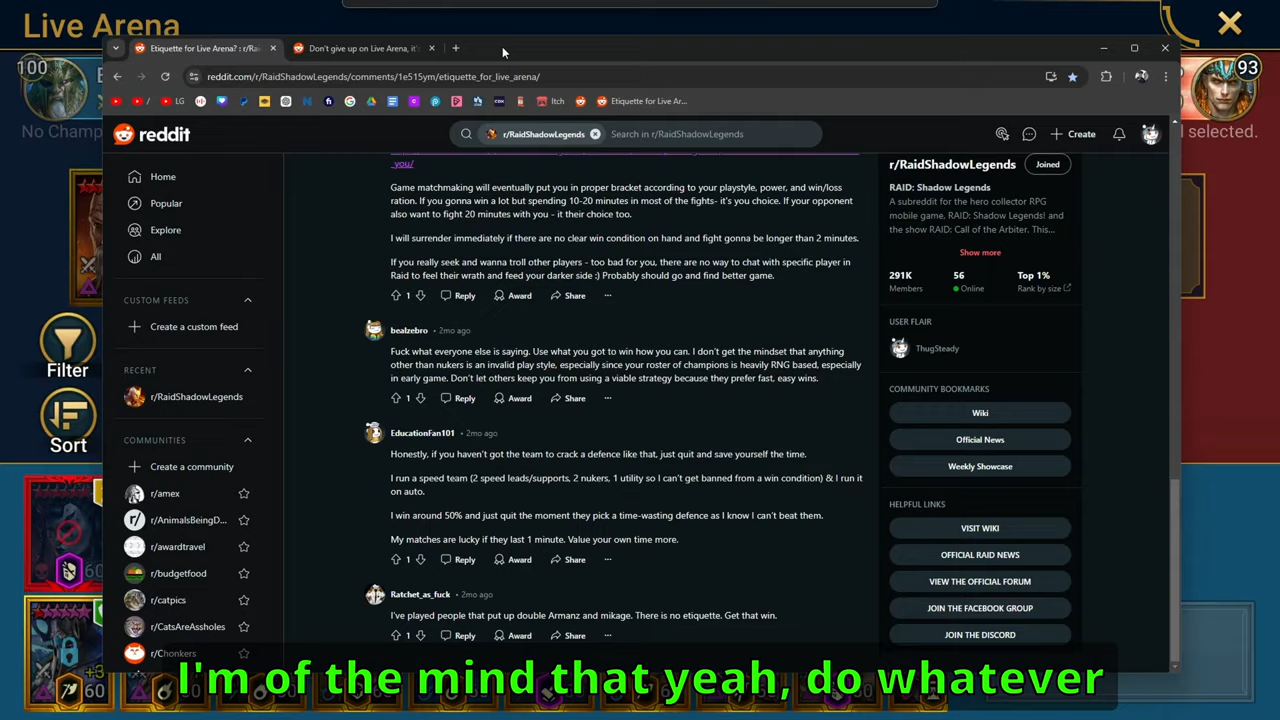 Live Arena
100
93
No Champ
l selected.
Etiquette for Live Arena? : r/Rai
Don't give up on Live Arena, it'
reddit.com/r/RaidShadowLegends/comments/1e515ym/etiquette_for_live_arena/
/
LG
Itch
Etiquette for Live Ar...
reddit
r/RaidShadowLegends
Search in r/RaidShadowLegends
Create
Home
Popular
Explore
All
CUSTOM FEEDS
Create a custom feed
RECENT
r/RaidShadowLegends
COMMUNITIES
Create a community
r/amex
r/AnimalsBeingD...
r/awardtravel
r/budgetfood
r/catpics
r/CatsAreAssholes
r/Chonkers
Filter
Sort
_you/
Game matchmaking will eventually put you in proper bracket according to your playstyle, power, and win/loss
ration. If you gonna win a lot but spending 10-20 minutes in most of the fights- it's you choice. If your opponent
also want to fight 20 minutes with you - it their choice too.
I will surrender immediately if there are no clear win condition on hand and fight gonna be longer than 2 minutes.
If you really seek and wanna troll other players - too bad for you, there are no way to chat with specific player in
Raid to feel their wrath and feed your darker side ;) Probably should go and find better game.
1 Reply Award Share ...
bealzebro • 2mo ago
Fuck what everyone else is saying. Use what you got to win how you can. I don't get the mindset that anything
other than nukers is an invalid play style, especially since your roster of champions is heavily RNG based, especially
in early game. Don't let others keep you from using a viable strategy because they prefer fast, easy wins.
1 Reply Award Share ...
EducationFan101 • 2mo ago
Honestly, if you haven't got the team to crack a defence like that, just quit and save yourself the time.
I run a speed team (2 speed leads/supports, 2 nukers, 1 utility so I can't get banned from a win condition) & I run it
on auto.
I win around 50% and just quit the moment they pick a time-wasting defence as I know I can't beat them.
My matches are lucky if they last 1 minute. Value your own time more.
1 Reply Award Share ...
Ratchet_as_fuck • 2mo ago
I've played people that put up double Armanz and mikage. There is no etiquette. Get that win.
1 Reply Award Share ...
r/RaidShadowLegends
Joined
RAID: Shadow Legends
A subreddit for the hero collector RPG
mobile game, RAID: Shadow Legends! and
the show RAID: Call of the Arbiter. This...
Show more
291K 56 Top 1%
Members Online Rank by size
USER FLAIR
ThugSteady
COMMUNITY BOOKMARKS
Wiki
Official News
Weekly Showcase
HELPFUL LINKS
VISIT WIKI
OFFICIAL RAID NEWS
VIEW THE OFFICIAL FORUM
JOIN THE FACEBOOK GROUP
JOIN THE DISCORD
I'm of the mind that yeah, do whatever